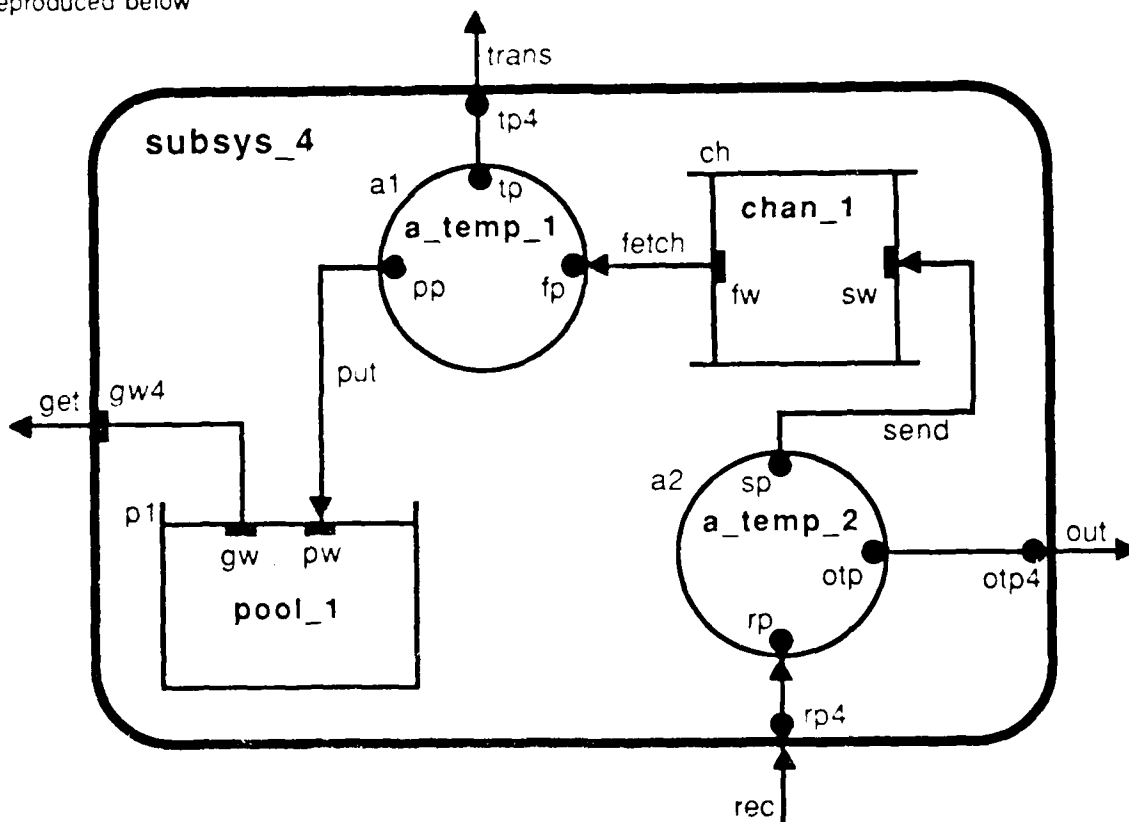 eproduced below
trans
tp4
subsys_4
ch
a1
tp
chan_1
a_temp_1
fetch
pp
fp
fw
sw
put
get
gw4
send
a2
sp
p1
a_temp_2
out
gw
pw
otp
otp4
pool_1
rp
rp4
rec